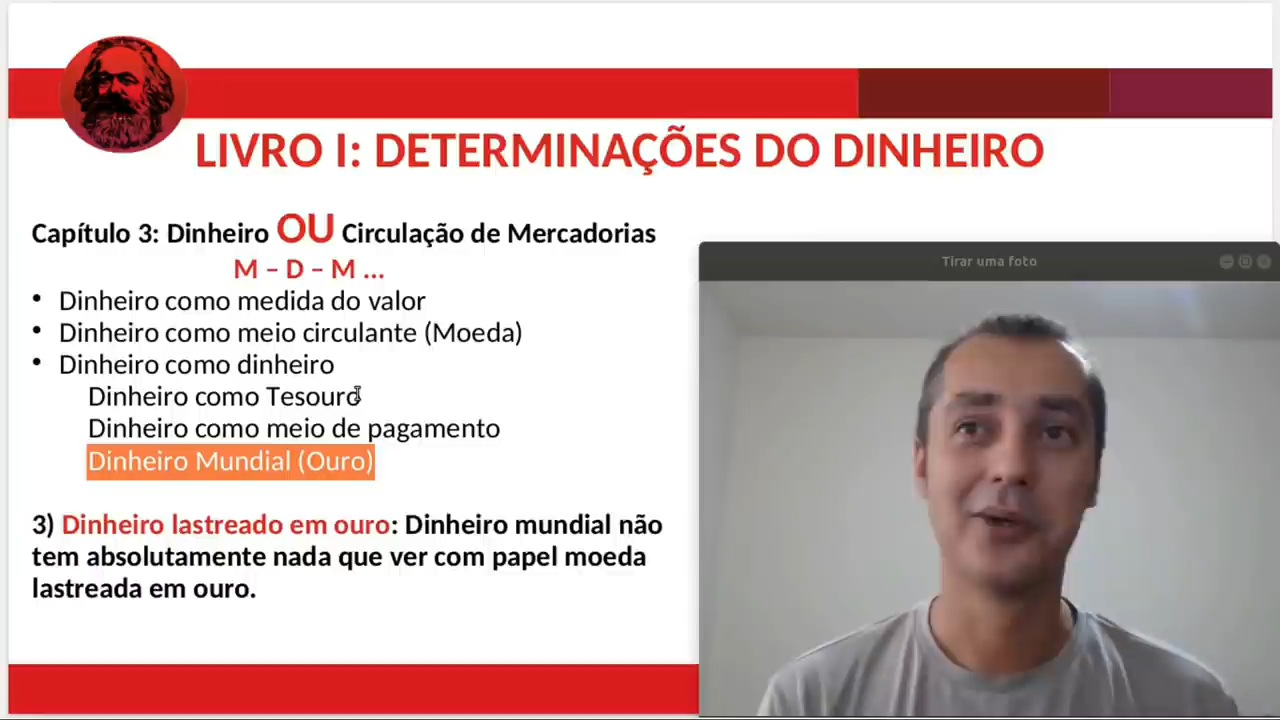 LIVRO I: DETERMINAÇÕES DO DINHEIRO
Capítulo 3: Dinheiro OU Circulação de Mercadorias
M – D – M ...
• Dinheiro como medida do valor
• Dinheiro como meio circulante (Moeda)
• Dinheiro como dinheiro
Dinheiro como Tesouro
Dinheiro como meio de pagamento
Dinheiro Mundial (Ouro)
3) Dinheiro lastreado em ouro: Dinheiro mundial não
tem absolutamente nada que ver com papel moeda
lastreada em ouro.
Tirar uma foto